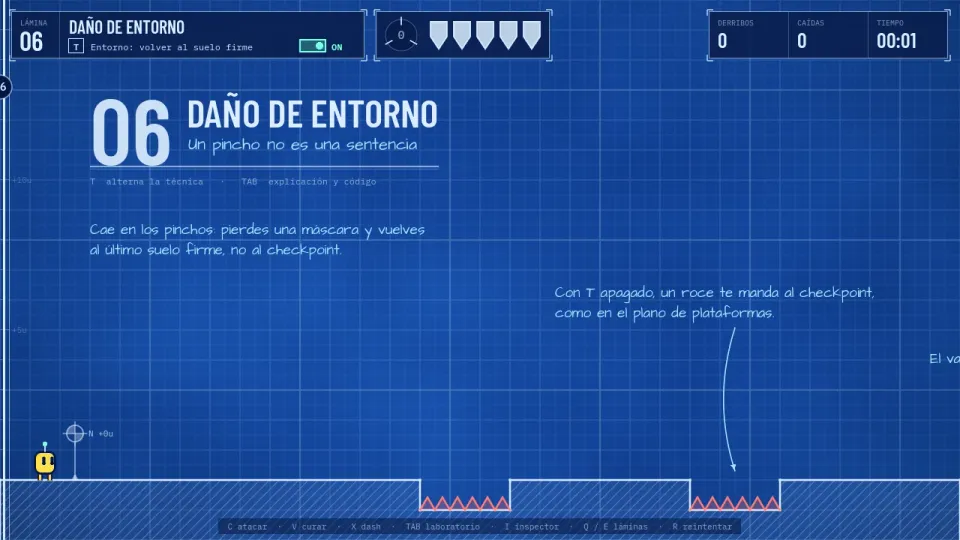 LÁMINA
06
DAÑO DE ENTORNO
T Entorno: volver al suelo firme
ON
0
DERRIBOS
0
CAÍDAS
0
TIEMPO
00:01
6
06
DAÑO DE ENTORNO
Un pincho no es una sentencia
T alterna la técnica · TAB explicación y código
+10u
Cae en los pinchos: pierdes una máscara y vuelves
al último suelo firme, no al checkpoint.
Con T apagado, un roce te manda al checkpoint,
como en el plano de plataformas.
+5u
El va
N +0u
C atacar · V curar · X dash · TAB laboratorio · I inspector · Q / E láminas · R reintentar